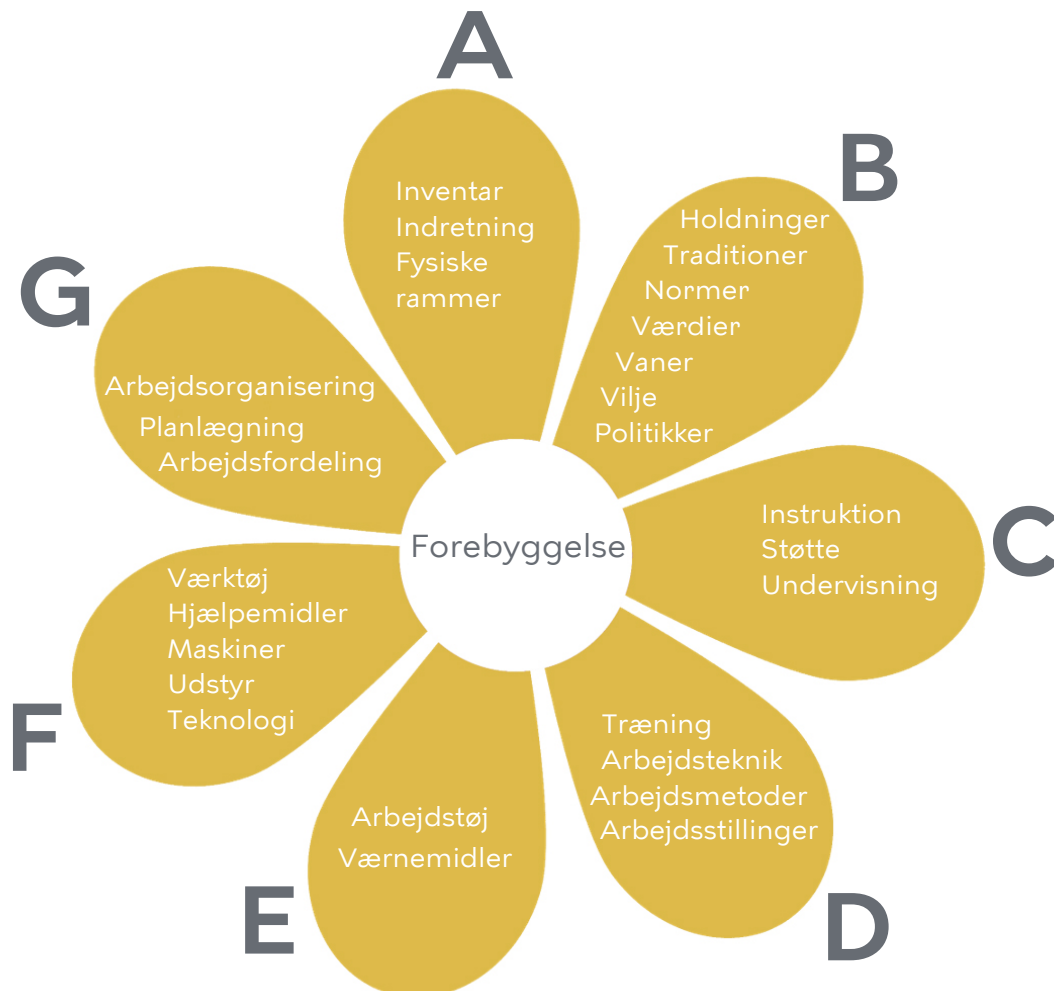 A
Inventar
Indretning
Fysiske
rammer
B
Holdninger
Traditioner
Normer
Værdier
Vaner
Vilje
Politikker
C
Instruktion
Støtte
Undervisning
D
Træning
Arbejdsteknik
Arbejdsmetoder
Arbejdsstillinger
E
Arbejdstøj
Værnemidler
F
Værktøj
Hjælpemidler
Maskiner
Udstyr
Teknologi
G
Arbejdsorganisering
Planlægning
Arbejdsfordeling
Forebyggelse